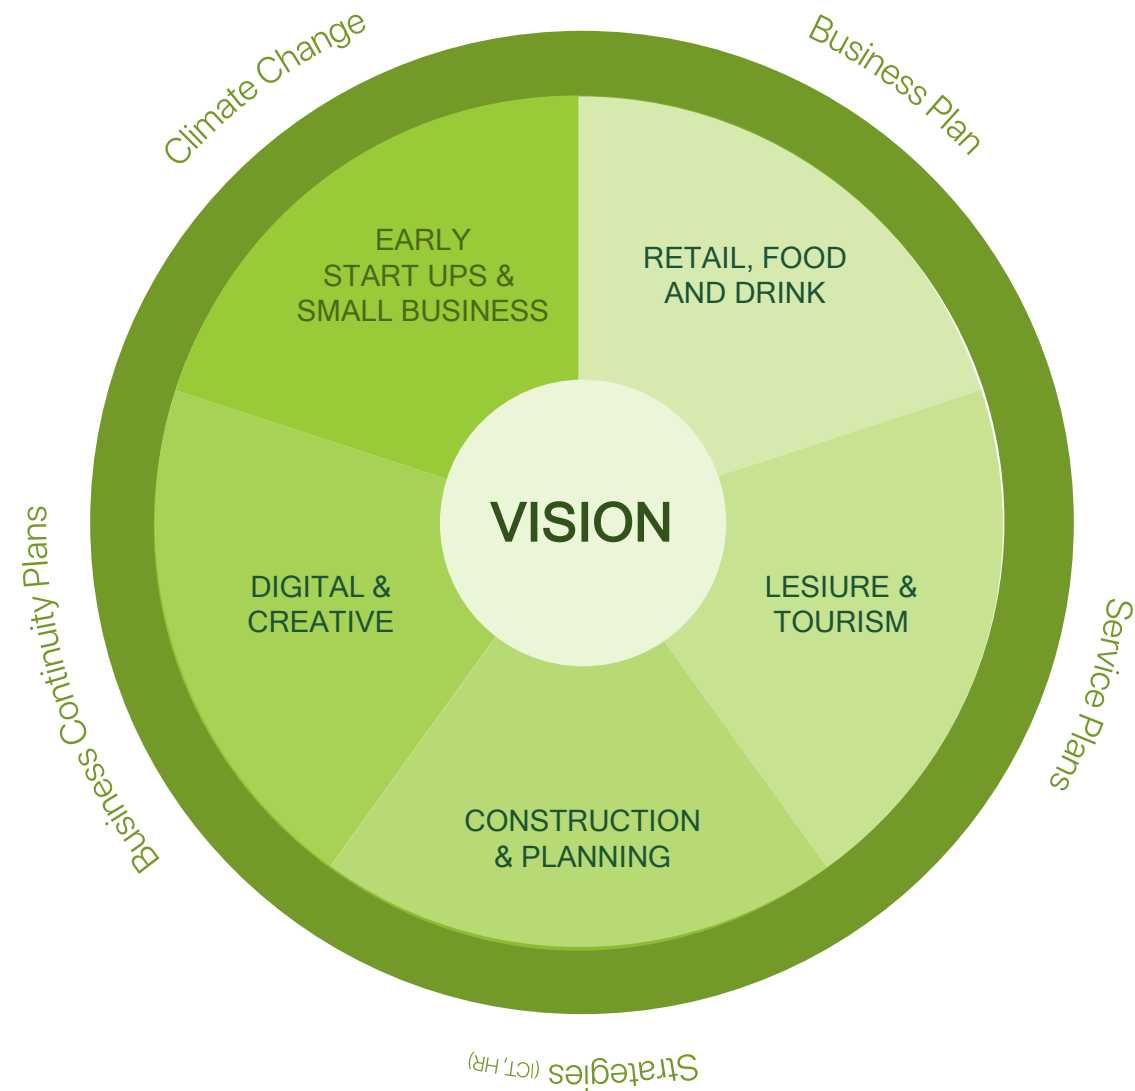 Climate Change
Business Plan
EARLY
START UPS &
SMALL BUSINESS
RETAIL, FOOD
AND DRINK
VISION
Business Continuity Plans
DIGITAL &
CREATIVE
LESIURE &
TOURISM
Service Plans
CONSTRUCTION
& PLANNING
Strategies (ICT, HR)